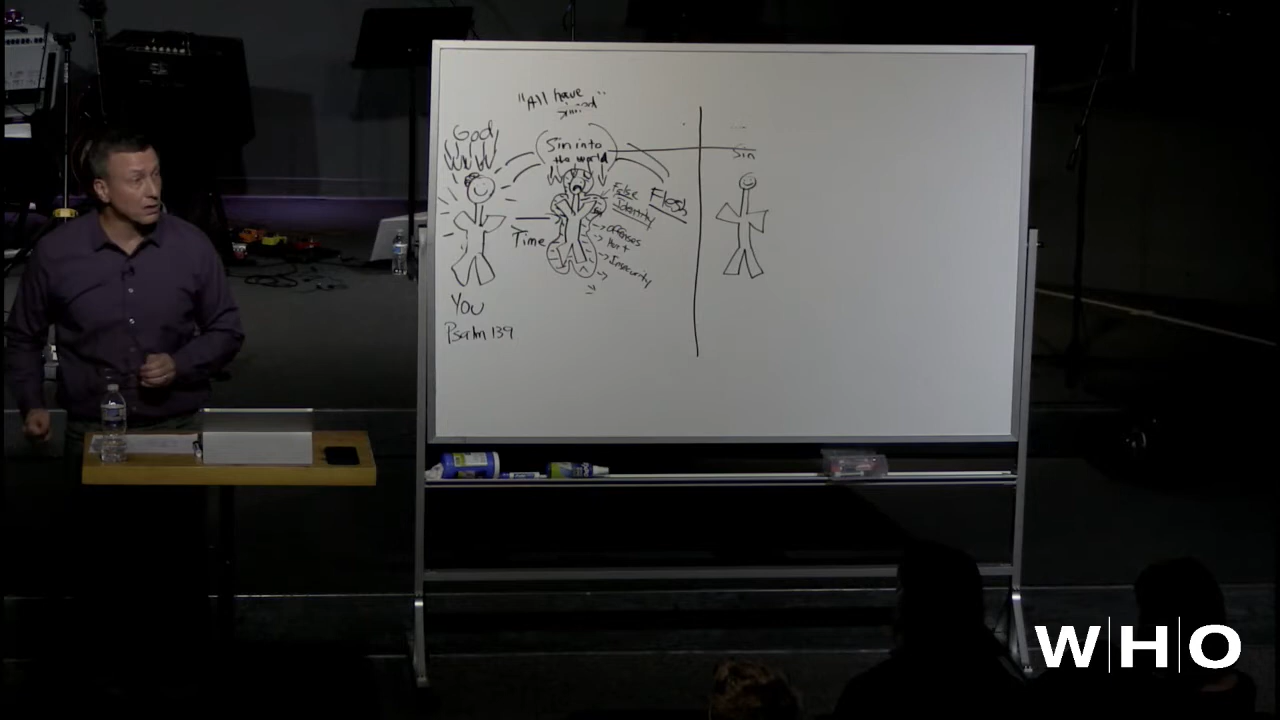 "All have
sinned"
God
Sin into
the world
Sin
False
Identity
Flesh
Offenses
Hurt
Insecurity
Time
You
Psalm 139
W|H|O